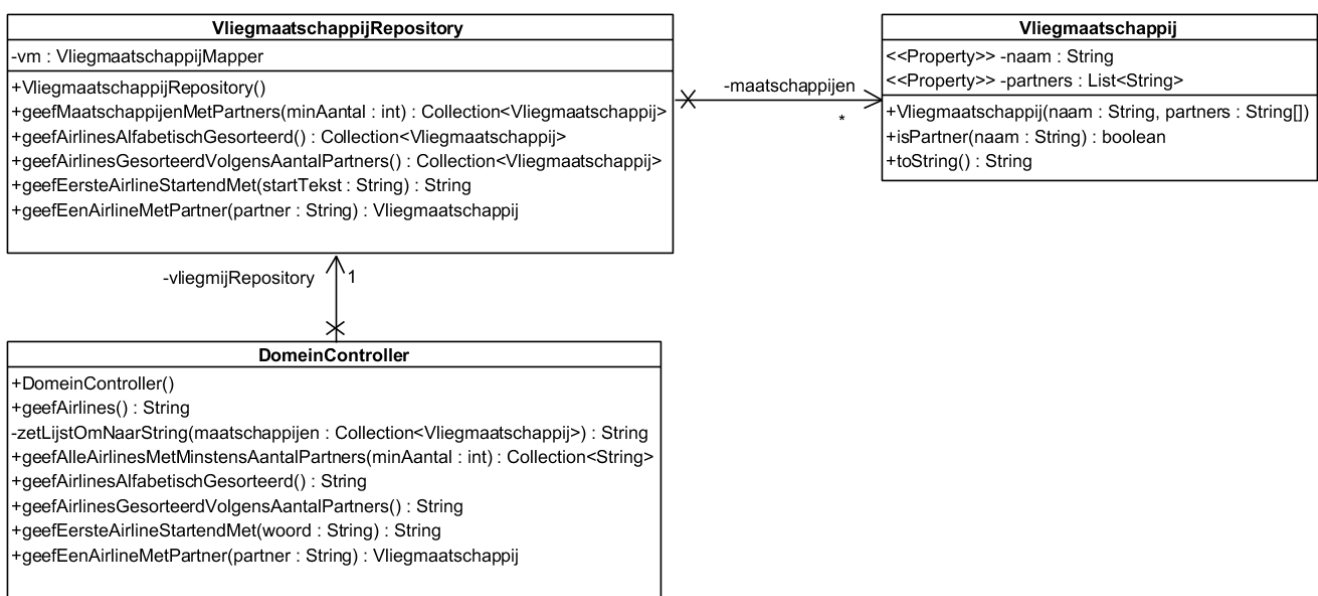 VliegmaatschappijRepository
-vm : VliegmaatschappijMapper
+VliegmaatschappijRepository()
+geefMaatschappijenMetPartners(minAantal : int) : Collection<Vliegmaatschappij>
+geefAirlinesAlfabetischGesorteerd() : Collection<Vliegmaatschappij>
+geefAirlinesGesorteerdVolgensAantalPartners() : Collection<Vliegmaatschappij>
+geefEersteAirlineStartendMet(startTekst : String) : String
+geefEenAirlineMetPartner(partner : String) : Vliegmaatschappij
-maatschappijen
*
Vliegmaatschappij
<<Property>> -naam : String
<<Property>> -partners : List<String>
+Vliegmaatschappij(naam : String, partners : String[])
+isPartner(naam : String) : boolean
+toString() : String
-vliegmijRepository
1
DomeinController
+DomeinController()
+geefAirlines() : String
-zetLijstOmNaarString(maatschappijen : Collection<Vliegmaatschappij>) : String
+geefAlleAirlinesMetMinstensAantalPartners(minAantal : int) : Collection<String>
+geefAirlinesAlfabetischGesorteerd() : String
+geefAirlinesGesorteerdVolgensAantalPartners() : String
+geefEersteAirlineStartendMet(woord : String) : String
+geefEenAirlineMetPartner(partner : String) : Vliegmaatschappij